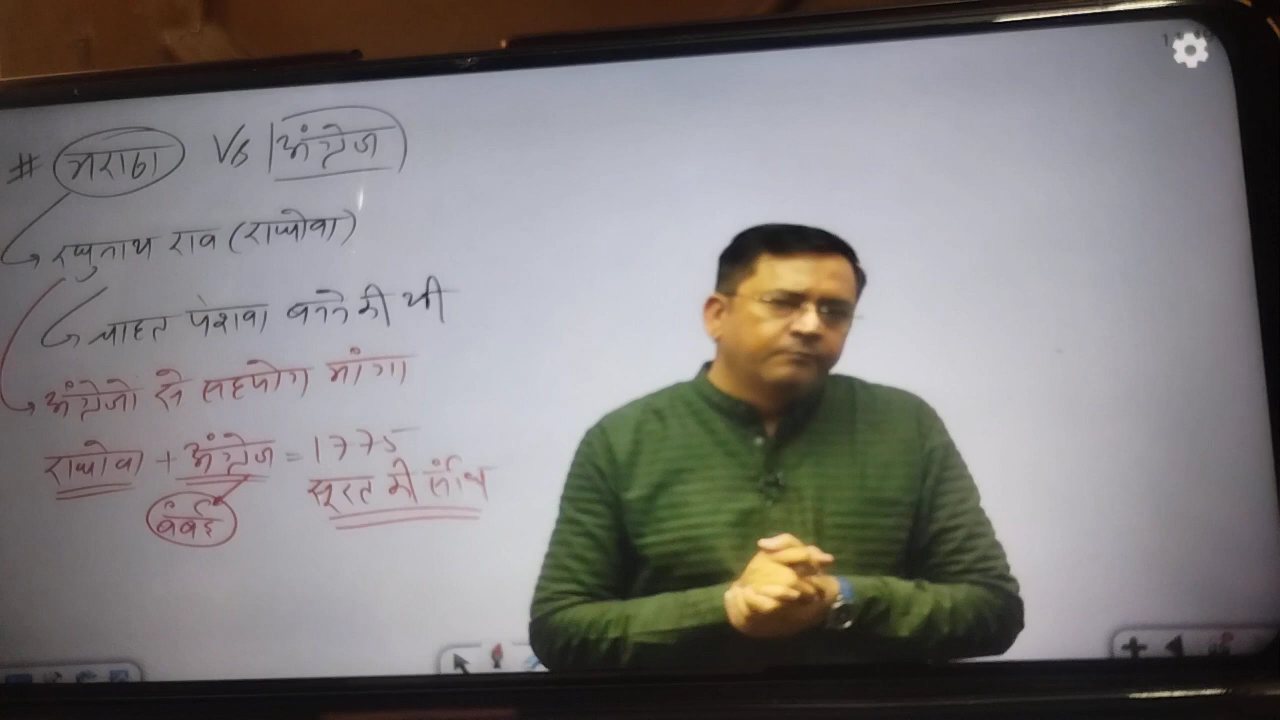 # मराठा Vs अंग्रेज
रघुनाथ राव (राघोवा)
चाहत पेशवा बनने की थी
अंग्रेजो से सहयोग मांगा
राघोवा + अंग्रेज = 1775
बंबई सूरत की संधि